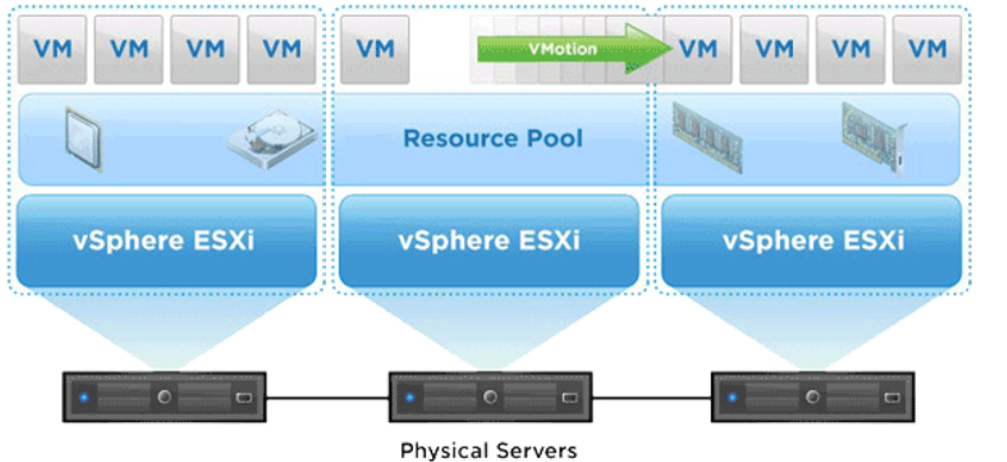 VM VM VM VM VM VMotion VM VM VM VM
Resource Pool
vSphere ESXi vSphere ESXi vSphere ESXi
Physical Servers